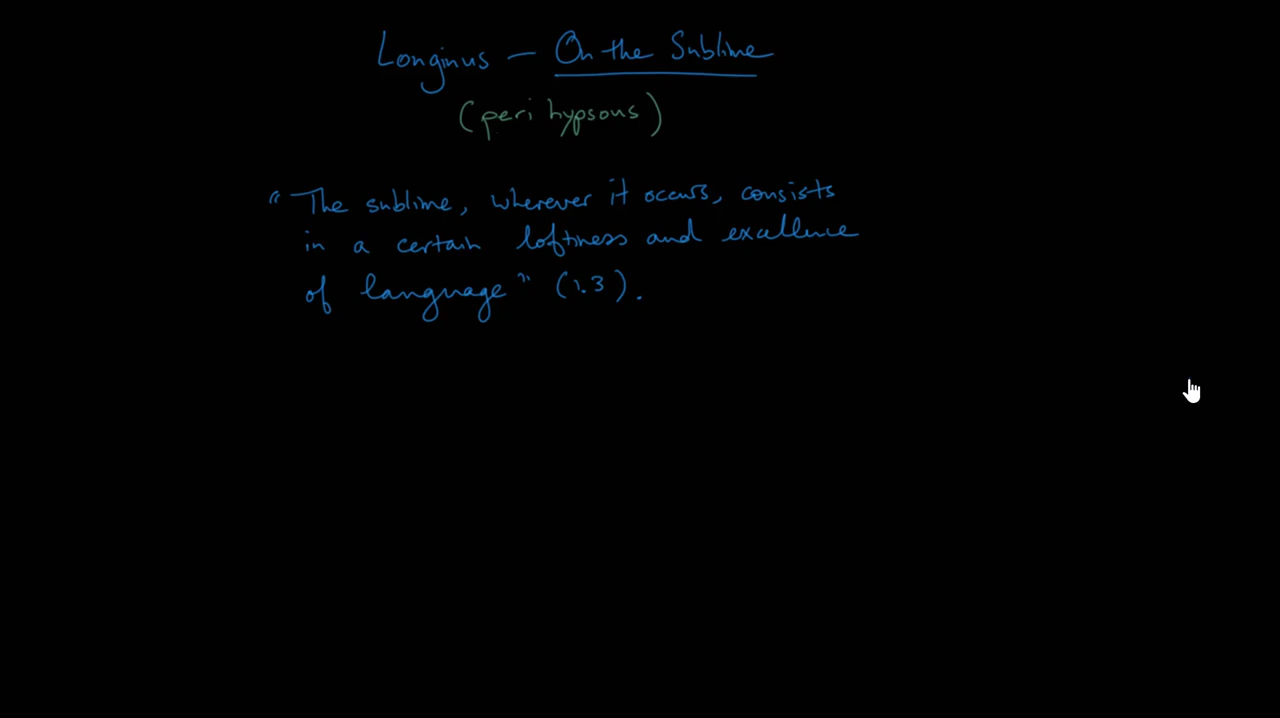 Longinus — On the Sublime
(peri hypsous)
"The sublime, wherever it occurs, consists
in a certain loftiness and excellence
of language" (1.3).